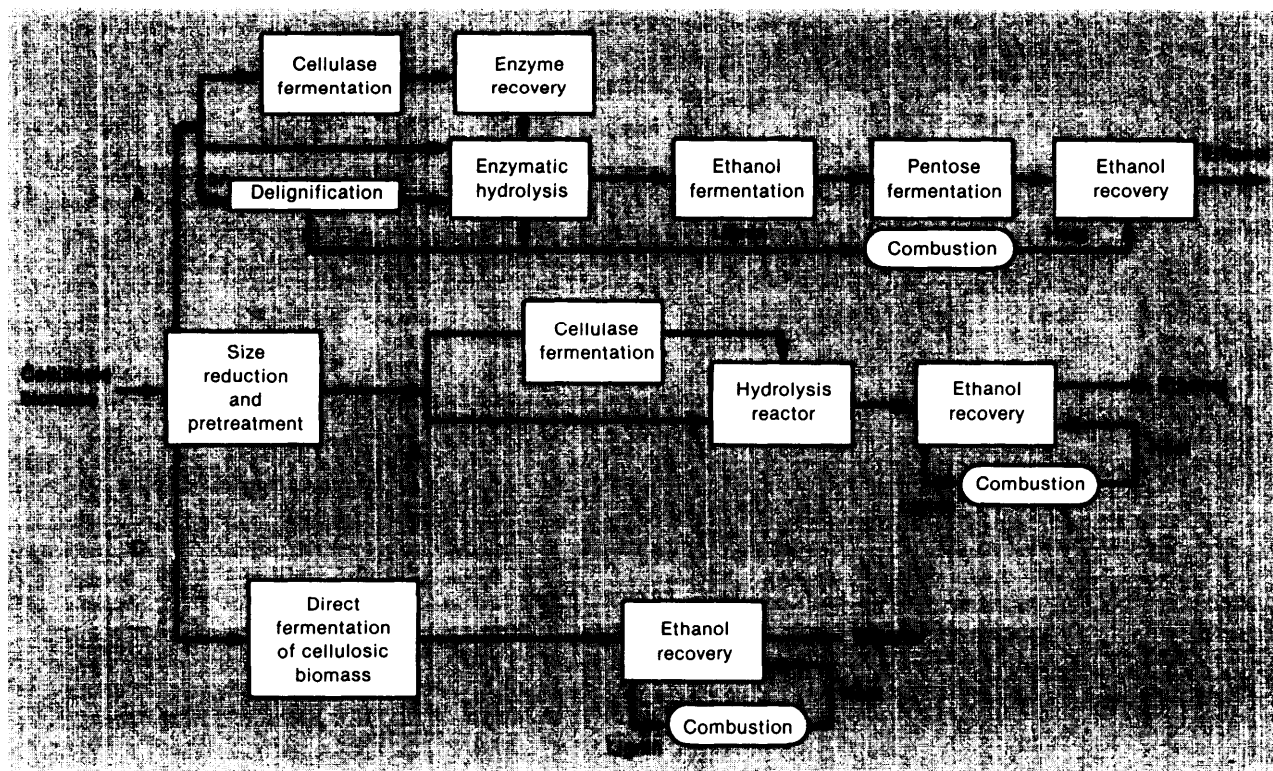 Cellulase
fermentation
Enzyme
recovery
Enzymatic
hydrolysis
Ethanol
fermentation
Pentose
fermentation
Ethanol
recovery
Delignification
Combustion
Size
reduction
and
pretreatment
Cellulase
fermentation
Hydrolysis
reactor
Ethanol
recovery
Combustion
Direct
fermentation
of cellulosic
biomass
Ethanol
recovery
Combustion